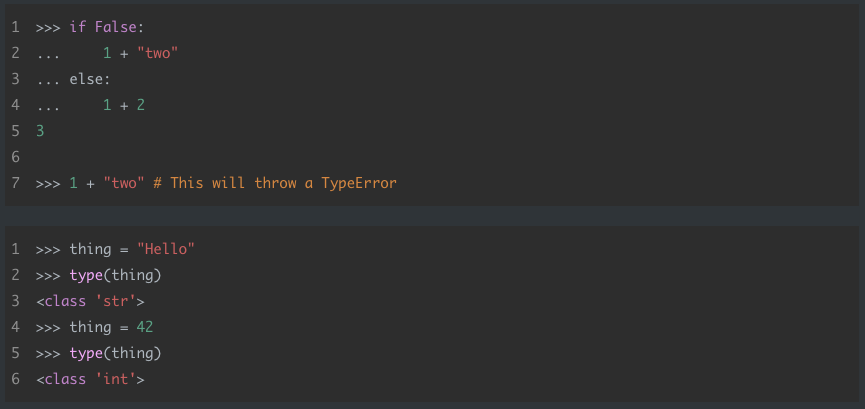 1 >>> if False:
2 ...     1 + "two"
3 ... else:
4 ...     1 + 2
5 3
6
7 >>> 1 + "two" # This will throw a TypeError
1 >>> thing = "Hello"
2 >>> type(thing)
3 <class 'str'>
4 >>> thing = 42
5 >>> type(thing)
6 <class 'int'>